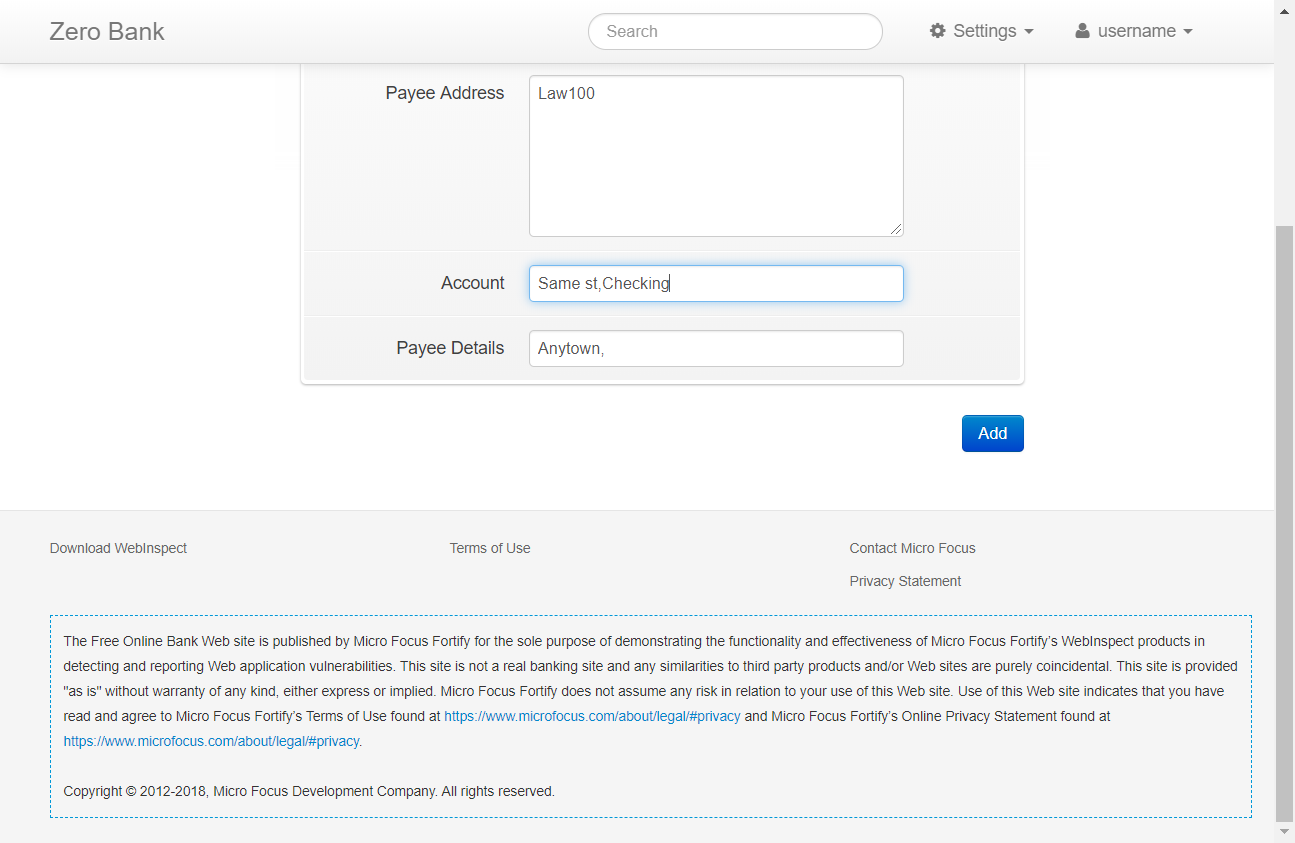 Zero Bank
Search
Settings
username
Payee Address
Law100
Account
Same st,Checking
Payee Details
Anytown,
Add
Download WebInspect
Terms of Use
Contact Micro Focus
Privacy Statement
The Free Online Bank Web site is published by Micro Focus Fortify for the sole purpose of demonstrating the functionality and effectiveness of Micro Focus Fortify’s WebInspect products in
detecting and reporting Web application vulnerabilities. This site is not a real banking site and any similarities to third party products and/or Web sites are purely coincidental. This site is provided
"as is" without warranty of any kind, either express or implied. Micro Focus Fortify does not assume any risk in relation to your use of this Web site. Use of this Web site indicates that you have
read and agree to Micro Focus Fortify’s Terms of Use found at https://www.microfocus.com/about/legal/#privacy and Micro Focus Fortify’s Online Privacy Statement found at
https://www.microfocus.com/about/legal/#privacy.
Copyright © 2012-2018, Micro Focus Development Company. All rights reserved.